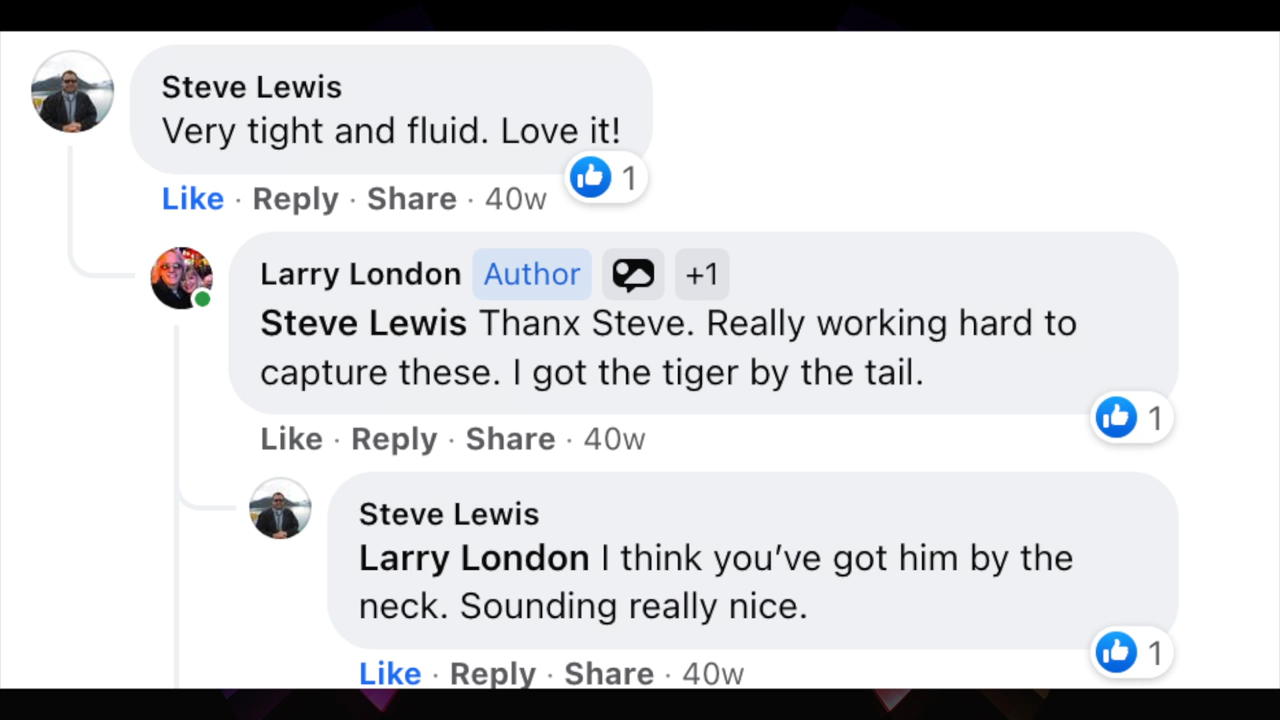 Steve Lewis
Very tight and fluid. Love it!
1
Like · Reply · Share · 40w
Larry London Author +1
Steve Lewis Thanx Steve. Really working hard to
capture these. I got the tiger by the tail.
1
Like · Reply · Share · 40w
Steve Lewis
Larry London I think you’ve got him by the
neck. Sounding really nice.
1
Like · Reply · Share · 40w